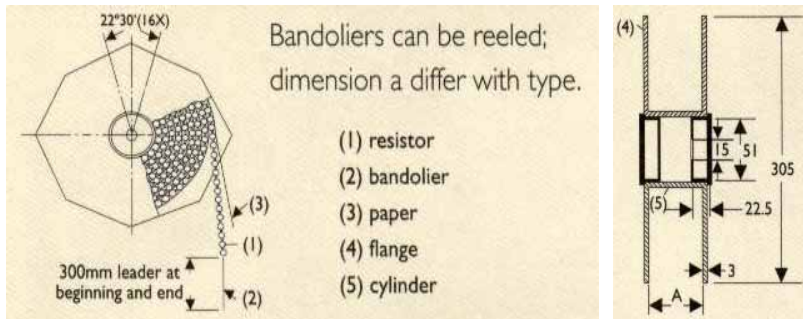 22°30'(16X)
Bandoliers can be reeled;
dimension a differ with type.
(1) resistor
(2) bandolier
(3) paper
(4) flange
(5) cylinder
(3)
(1)
300mm leader at
beginning and end
(2)
(4)
15
51
305
(5)
22.5
3
A